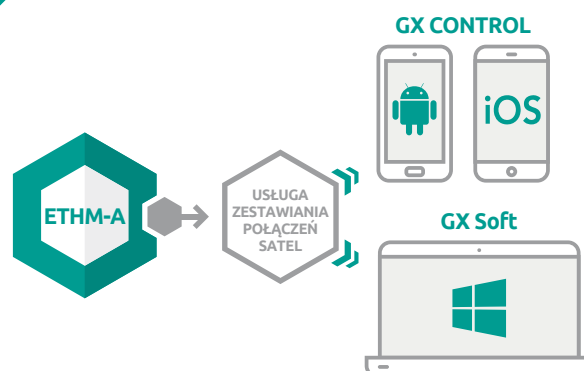 GX CONTROL
iOS
ETHM-A
USŁUGA
ZESTAWIANIA
POŁĄCZEŃ
SATEL
GX Soft